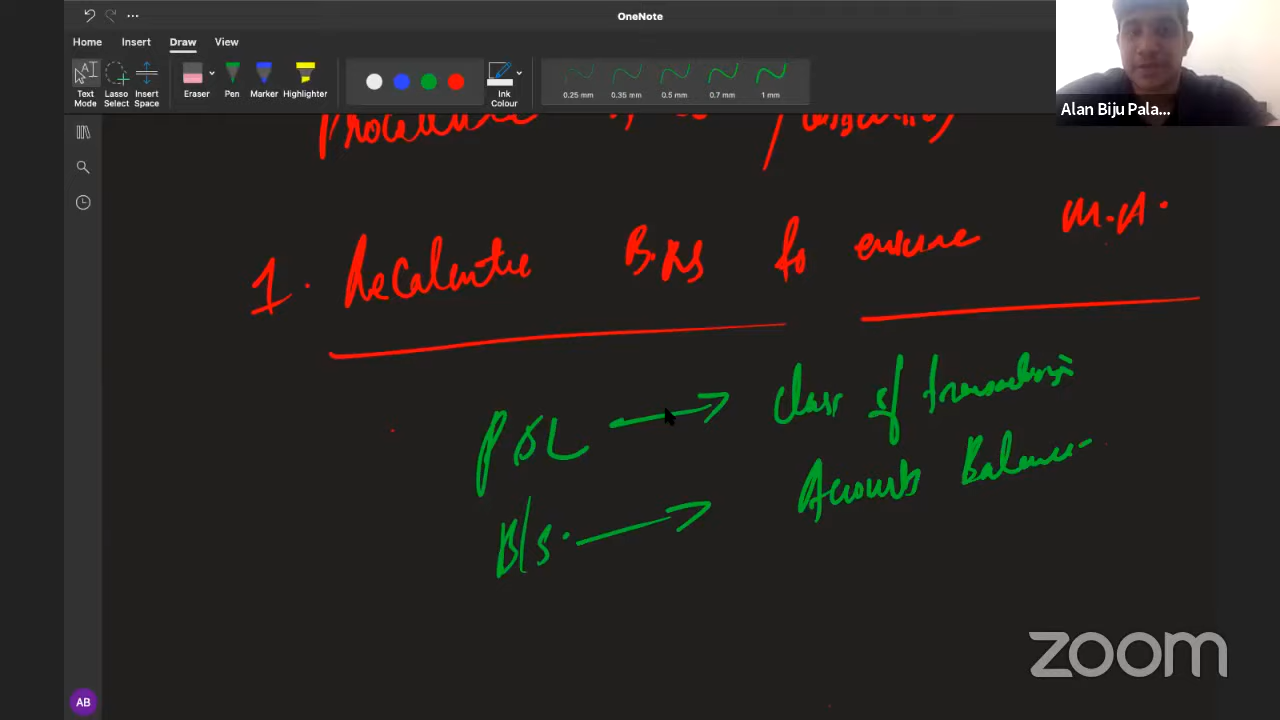 OneNote
Home Insert Draw View
Text Mode Lasso Select Insert Space Eraser Pen Marker Highlighter Ink Colour 0.25 mm 0.35 mm 0.5 mm 0.7 mm 1 mm
Alan Biju Pala...
Procedure
1. Recalculate BRS to ensure M.A.
P&L → class of transactions
B/S. → Accounts Balance
zoom
AB